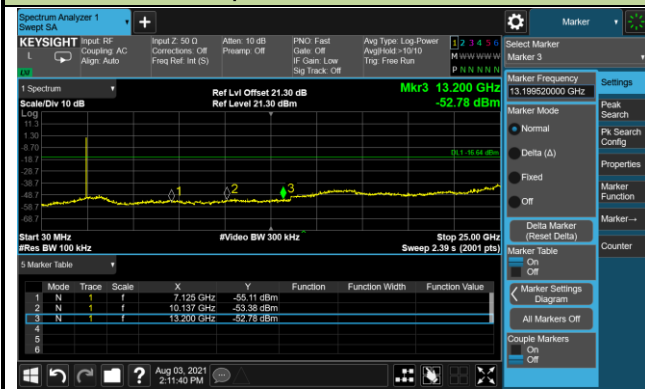 Spectrum Analyzer 1
Swept SA
Marker
KEYSIGHT Input: RF Input Z: 50 Ω Atten: 10 dB PNO: Fast Avg Type: Log-Power 1 2 3 4 5 6
L Coupling: AC Corrections: Off Preamp: Off Gate: Off Avg|Hold:>10/10 M W W W W W
Align: Auto Freq Ref: Int (S) IF Gain: Low Trig: Free Run
Sig Track: Off P N N N N N
Select Marker
Marker 3
1 Spectrum
Ref Lvl Offset 21.30 dB
Mkr3 13.200 GHz
Scale/Div 10 dB
Ref Level 21.30 dBm
-52.78 dBm
Log
11.3
1.30
-8.70
DL1 -16.64 dBm
-18.7
-28.7
-38.7
-48.7
-58.7
-68.7
1
2
3
Start 30 MHz
#Video BW 300 kHz
Stop 25.00 GHz
#Res BW 100 kHz
Sweep 2.39 s (2001 pts)
5 Marker Table
Mode Trace Scale X Y Function Function Width Function Value
1 N 1 f 7.125 GHz -55.11 dBm
2 N 1 f 10.137 GHz -53.38 dBm
3 N 1 f 13.200 GHz -52.78 dBm
4
5
6
Marker Frequency
13.199520000 GHz
Marker Mode
Normal
Delta (Δ)
Fixed
Off
Delta Marker
(Reset Delta)
Marker Table
On
Off
Marker Settings
Diagram
All Markers Off
Couple Markers
On
Off
Settings
Peak
Search
Pk Search
Config
Properties
Marker
Function
Marker→
Counter
Aug 03, 2021
2:11:40 PM